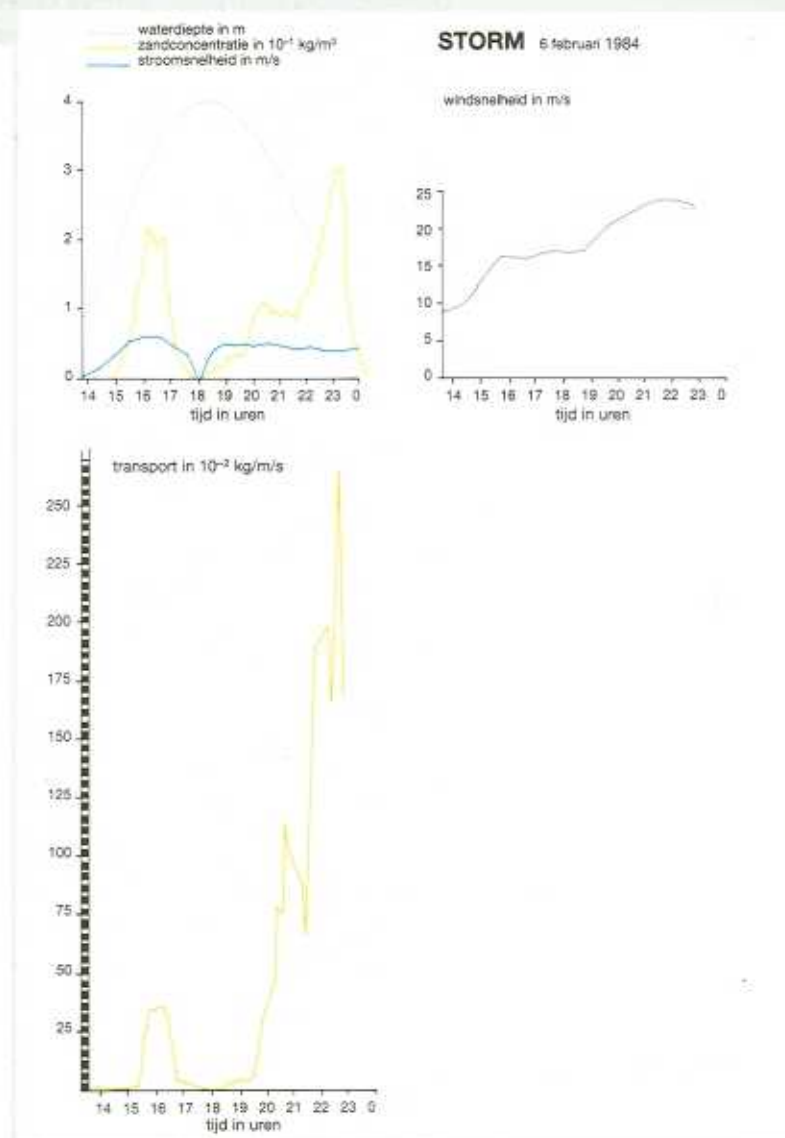 waterdiepte in m
zandconcentratie in 10⁻¹ kg/m³
stroomsnelheid in m/s
STORM 6 februari 1984
windsnelheid in m/s
4
3
2
1
0
14 15 16 17 18 19 20 21 22 23 0
tijd in uren
25
20
15
10
5
0
14 15 16 17 18 19 20 21 22 23 0
tijd in uren
transport in 10⁻² kg/m/s
250
225
200
175
150
125
100
75
50
25
14 15 16 17 18 19 20 21 22 23 0
tijd in uren